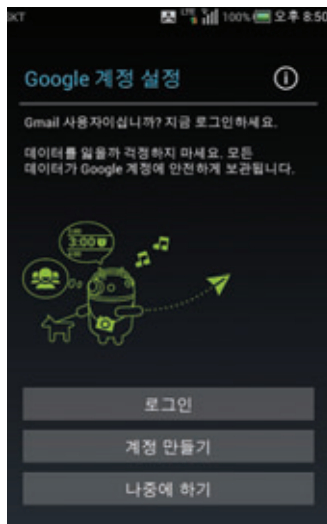 100% 오후 8:50
Google 계정 설정
Gmail 사용자이십니까? 지금 로그인하세요.
데이터를 잃을까 걱정하지 마세요. 모든
데이터가 Google 계정에 안전하게 보관됩니다.
3:00
로그인
계정 만들기
나중에 하기